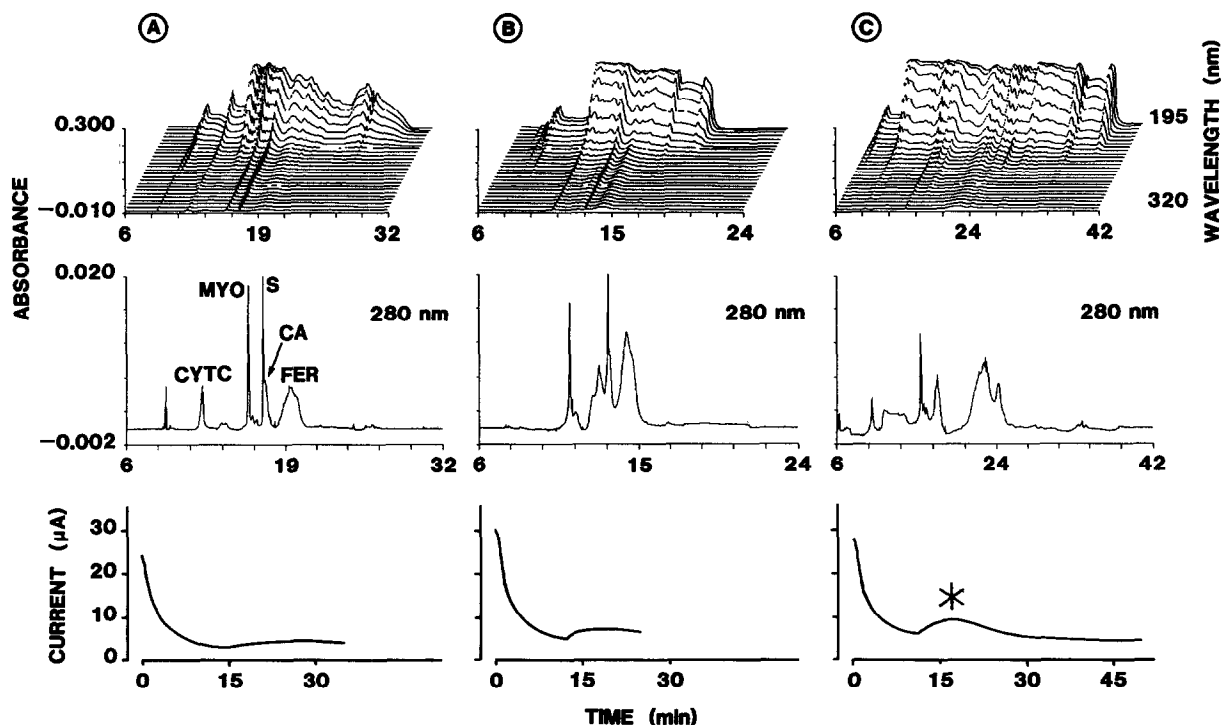 A B C
0.300
-0.010
6 19 32
6 15 24
6 24 42
195
320
WAVELENGTH (nm)
ABSORBANCE
0.020
-0.002
MYO S CA CYTC FER
280 nm
280 nm
280 nm
6 19 32
6 15 24
6 24 42
CURRENT (µA)
30
20
10
0
*
0 15 30
0 15 30
0 15 30 45
TIME (min)